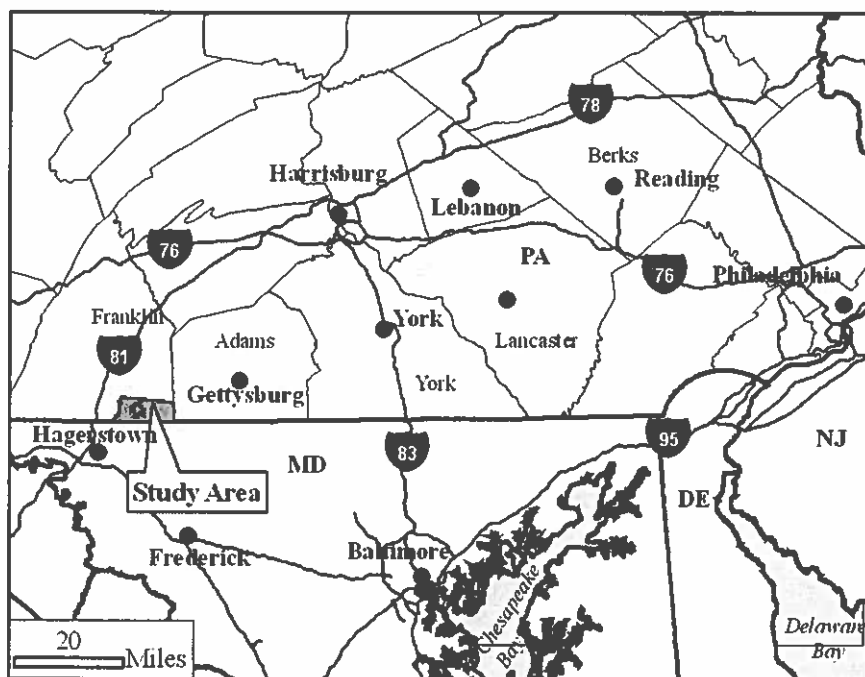 78
Berks
Harrisburg
Reading
Lebanon
76
PA
76
Philadelphia
Franklin
York
Lancaster
81
Adams
York
Gettysburg
Hagerstown
MD
83
95
NJ
Study Area
DE
Frederick
Baltimore
Chesapeake
Bay
Delaware
Bay
20
Miles